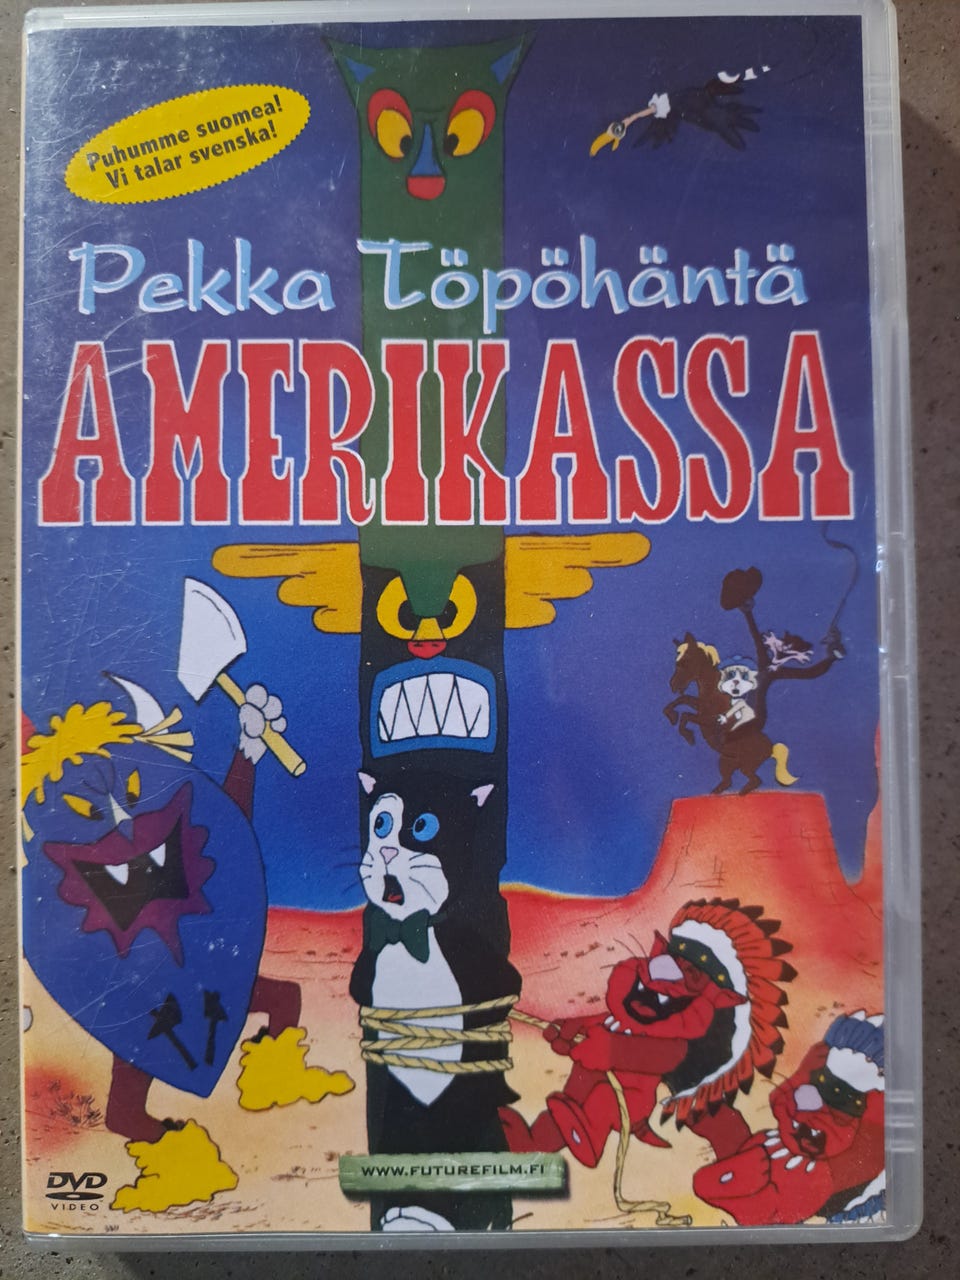 Puhumme suomea!
Vi talar svenska!
Pekka Töpöhäntä
AMERIKASSA
WWW.FUTUREFILM.FI
DVD
VIDEO